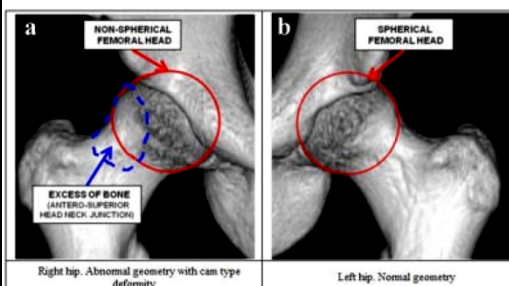 a
NON-SPHERICAL
FEMORAL HEAD
EXCESS OF BONE
(ANTERO-SUPERIOR
HEAD NECK JUNCTION)
Right hip. Abnormal geometry with cam type
deformity
b
SPHERICAL
FEMORAL HEAD
Left hip. Normal geometry